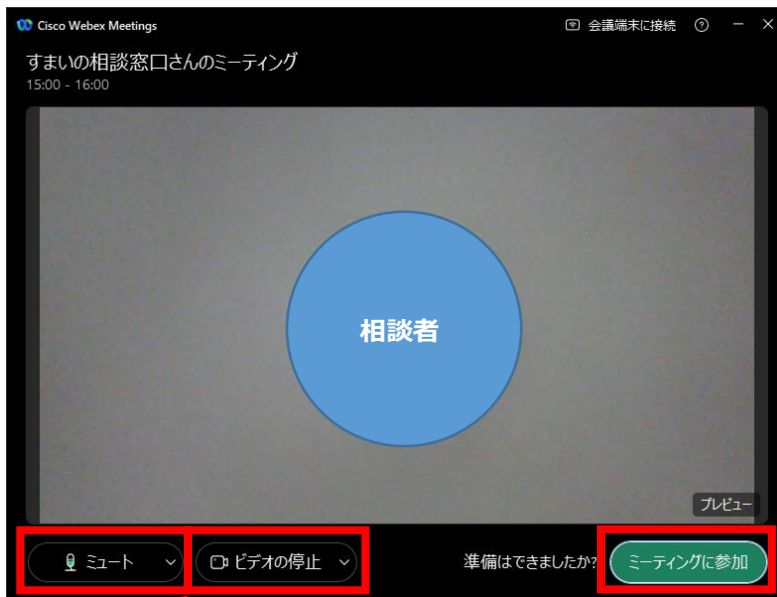 Cisco Webex Meetings
会議端末に接続
すまいの相談窓口さんのミーティング
15:00 - 16:00
相談者
プレビュー
ミュート
ビデオの停止
準備はできましたか?
ミーティングに参加